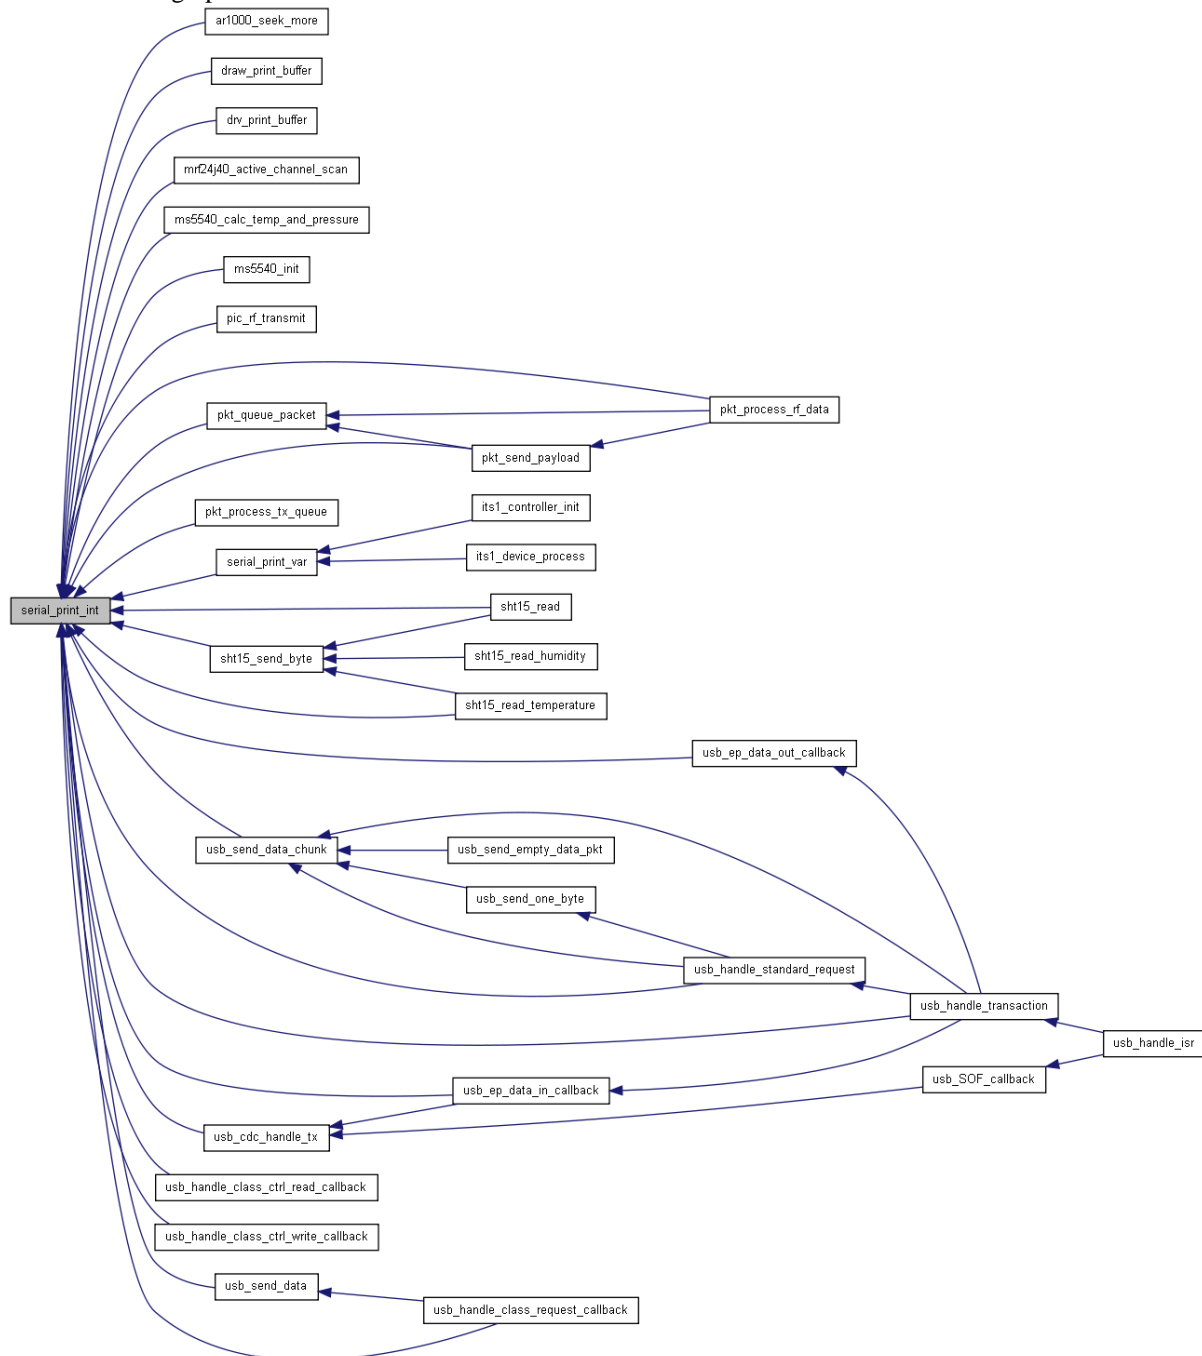 ar1000_seek_more
draw_print_buffer
drv_print_buffer
mrf24j40_active_channel_scan
ms5540_calc_temp_and_pressure
ms5540_init
pic_rf_transmit
pkt_queue_packet
pkt_process_rf_data
pkt_send_payload
pkt_process_tx_queue
its1_controller_init
serial_print_var
its1_device_process
serial_print_int
sht15_read
sht15_send_byte
sht15_read_humidity
sht15_read_temperature
usb_ep_data_out_callback
usb_send_data_chunk
usb_send_empty_data_pkt
usb_send_one_byte
usb_handle_standard_request
usb_handle_transaction
usb_handle_isr
usb_ep_data_in_callback
usb_SOF_callback
usb_cdc_handle_tx
usb_handle_class_ctrl_read_callback
usb_handle_class_ctrl_write_callback
usb_send_data
usb_handle_class_request_callback